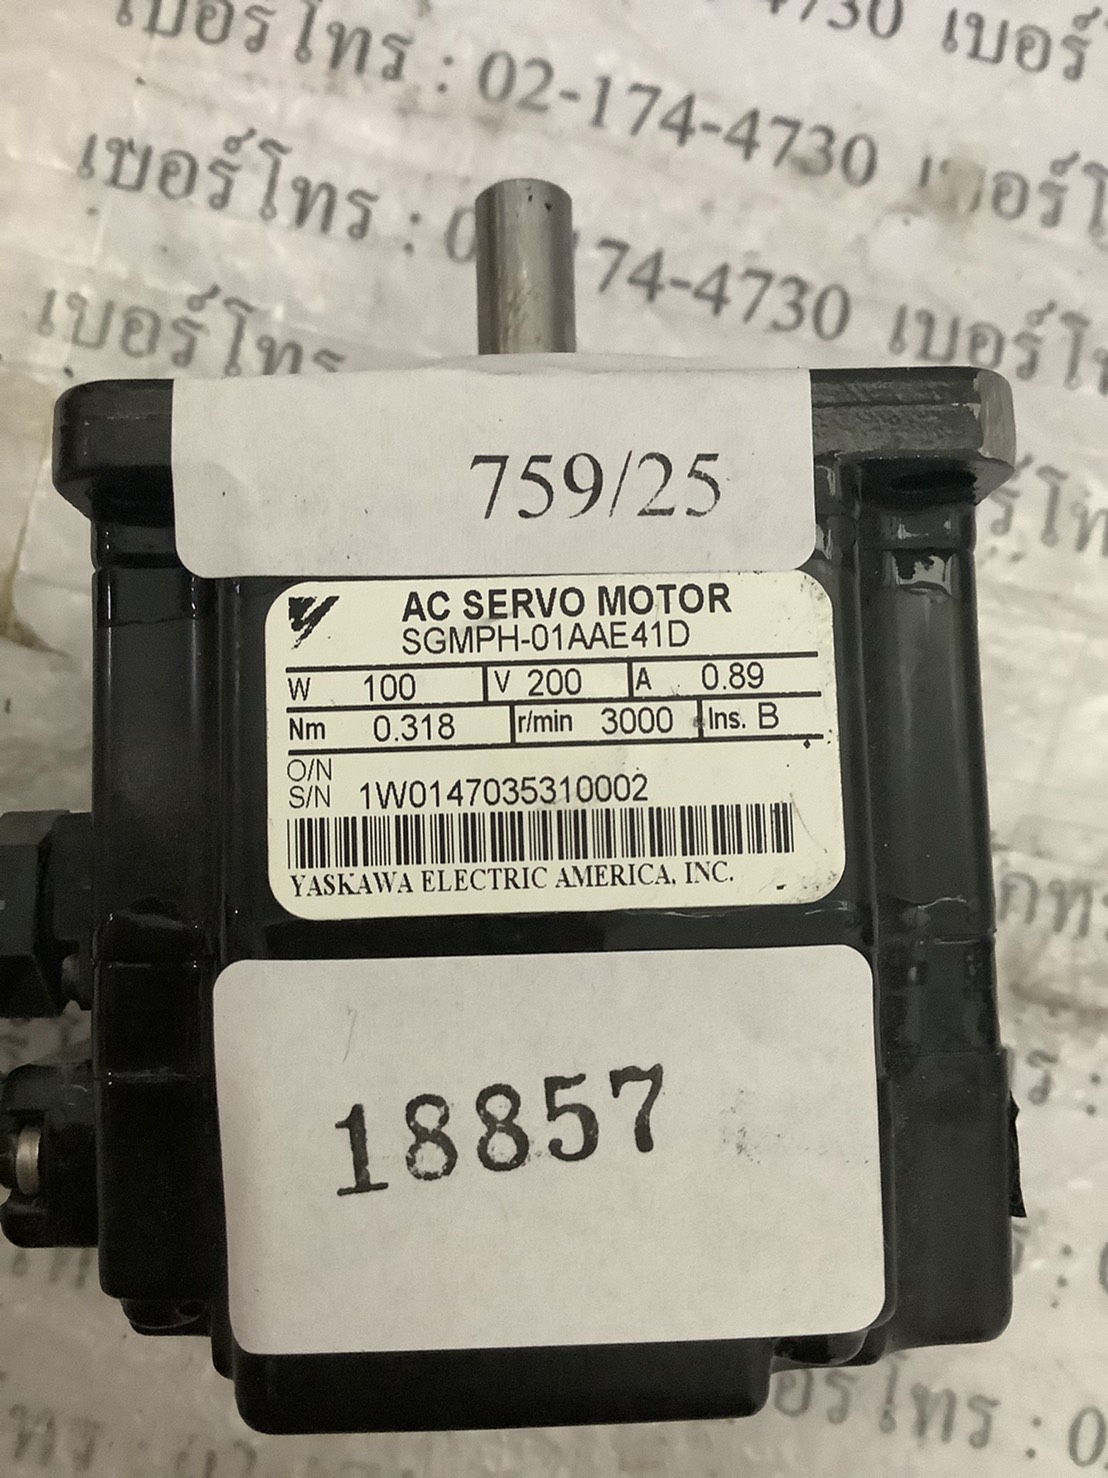 เบอร์โทร : 02-174-4730 เบอร์
เบอร์โทร : 0 174-4730 เบอร์โ
เบอร์โทร
759/25
AC SERVO MOTOR
SGMPH-01AAE41D
W 100 V 200 A 0.89
Nm 0.318 r/min 3000 Ins. B
O/N
S/N 1W0147035310002
YASKAWA ELECTRIC AMERICA, INC.
18857